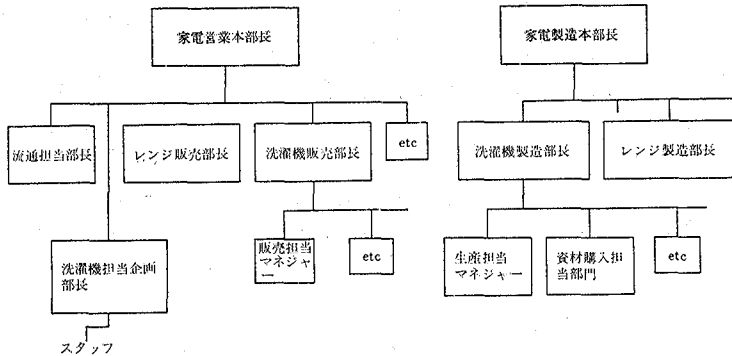 家電営業本部長
家電製造本部長
流通担当部長
レンジ販売部長
洗濯機販売部長
etc
洗濯機製造部長
レンジ製造部長
洗濯機担当企画
部長
販売担当
マネジャ
ー
etc
生産担当
マネジャー
資材購入担
当部門
etc
スタッフ